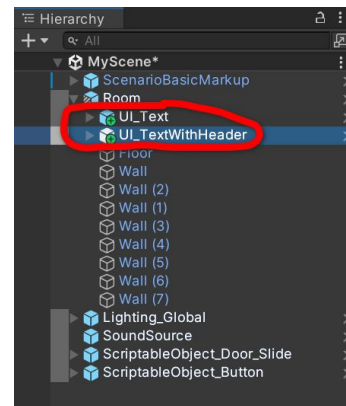 Hierarchy
All
MyScene*
ScenarioBasicMarkup
Room
UI_Text
UI_TextWithHeader
Floor
Wall
Wall (2)
Wall (1)
Wall (3)
Wall (4)
Wall (5)
Wall (6)
Wall (7)
Lighting_Global
SoundSource
ScriptableObject_Door_Slide
ScriptableObject_Button